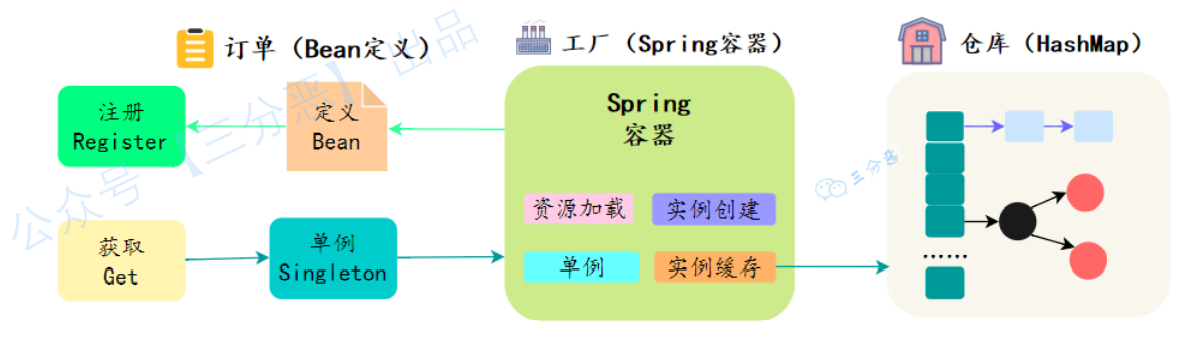 订单（Bean定义）
工厂（Spring容器）
仓库（HashMap）
注册
Register
定义
Bean
Spring
容器
资源加载
实例创建
获取
Get
单例
Singleton
单例
实例缓存
······
三分恶
公众号【三分恶】出品